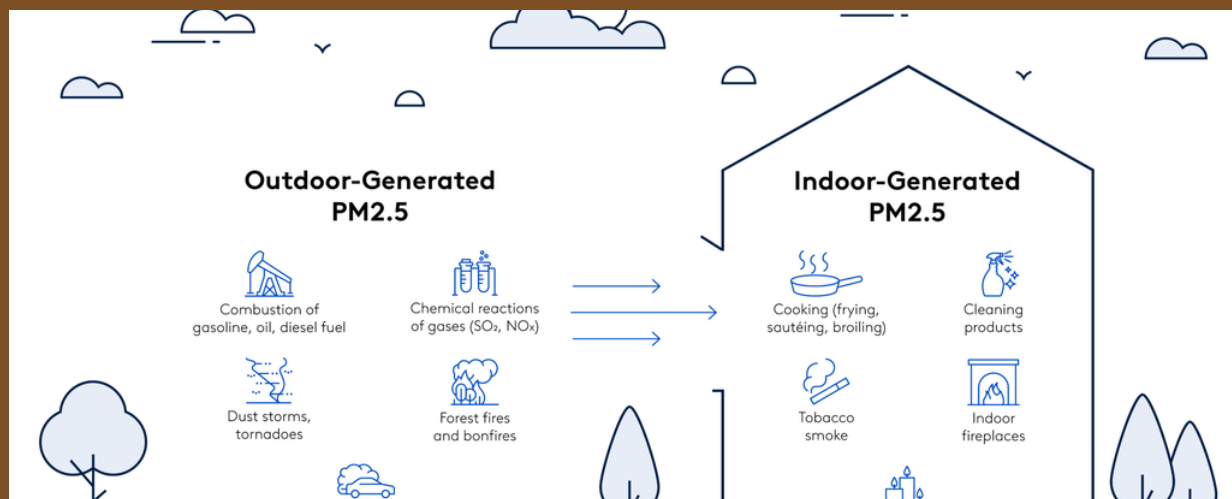 Outdoor-Generated
PM2.5
Combustion of
gasoline, oil, diesel fuel
Chemical reactions
of gases (SO₂, NOₓ)
Dust storms,
tornadoes
Forest fires
and bonfires
Indoor-Generated
PM2.5
Cooking (frying,
sautéing, broiling)
Cleaning
products
Tobacco
smoke
Indoor
fireplaces